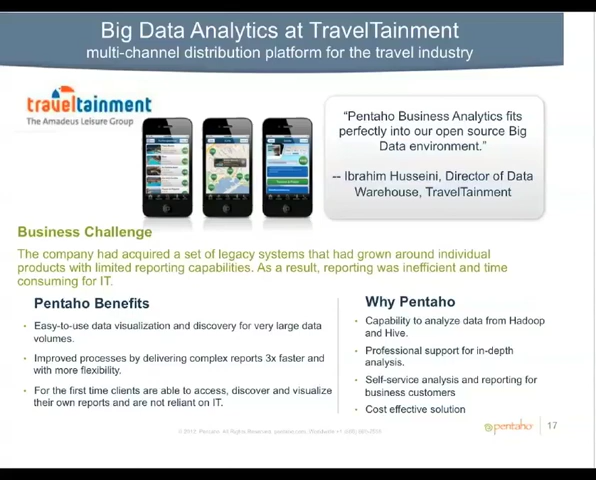 Big Data Analytics at TravelTainment
multi-channel distribution platform for the travel industry
traveltainment
The Amadeus Leisure Group
“Pentaho Business Analytics fits
perfectly into our open source Big
Data environment.”
-- Ibrahim Husseini, Director of Data
Warehouse, TravelTainment
Business Challenge
The company had acquired a set of legacy systems that had grown around individual
products with limited reporting capabilities. As a result, reporting was inefficient and time
consuming for IT.
Pentaho Benefits
• Easy-to-use data visualization and discovery for very large data
volumes.
• Improved processes by delivering complex reports 3x faster and
with more flexibility.
• For the first time clients are able to access, discover and visualize
their own reports and are not reliant on IT.
Why Pentaho
• Capability to analyze data from Hadoop
and Hive.
• Professional support for in-depth
analysis.
• Self-service analysis and reporting for
business customers
• Cost effective solution
Pentaho. All Rights Reserved.
pentaho
17